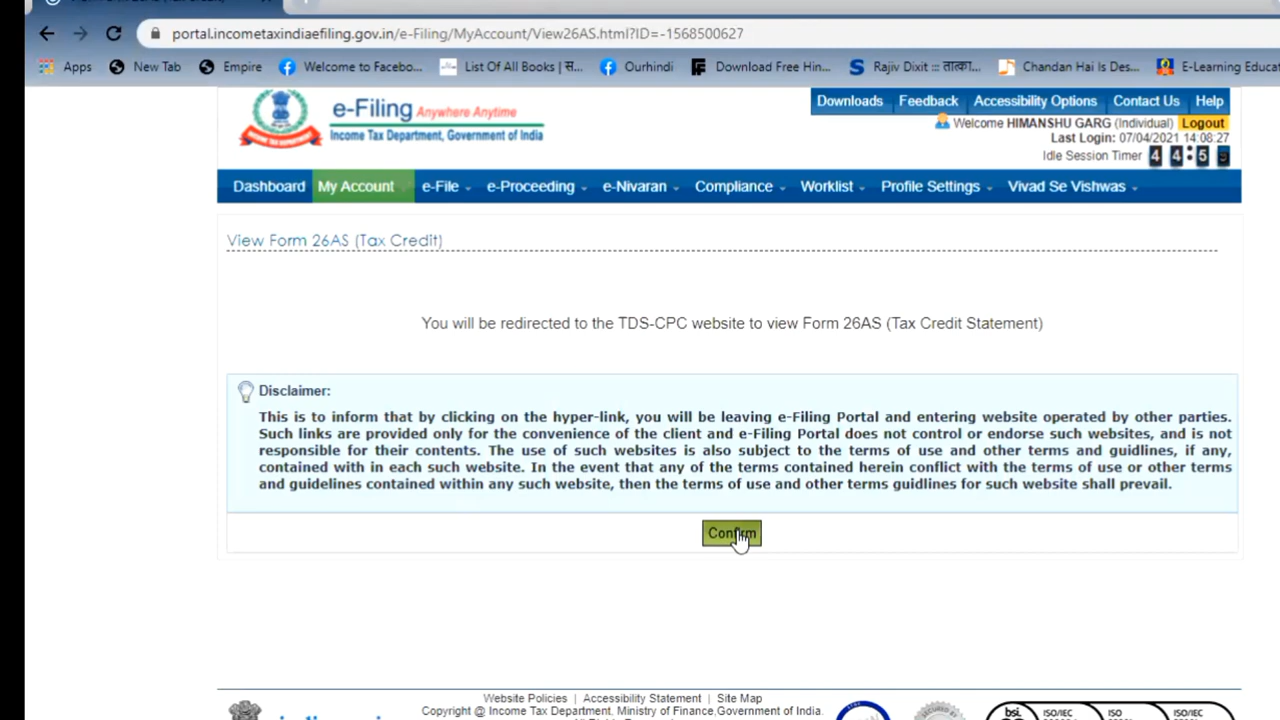 portal.incometaxindiaefiling.gov.in/e-Filing/MyAccount/View26AS.html?ID=-1568500627
Apps New Tab Empire Welcome to Facebo... List Of All Books | स... Ourhindi Download Free Hin... Rajiv Dixit ::: तात्का... Chandan Hai Is Des... E-Learning Educat
e-Filing Anywhere Anytime
Income Tax Department, Government of India
Downloads Feedback Accessibility Options Contact Us Help
Welcome HIMANSHU GARG (Individual) Logout
Last Login: 07/04/2021 14:08:27
Idle Session Timer 4 4 : 5
Dashboard My Account e-File e-Proceeding e-Nivaran Compliance Worklist Profile Settings Vivad Se Vishwas
View Form 26AS (Tax Credit)
You will be redirected to the TDS-CPC website to view Form 26AS (Tax Credit Statement)
Disclaimer:
This is to inform that by clicking on the hyper-link, you will be leaving e-Filing Portal and entering website operated by other parties.
Such links are provided only for the convenience of the client and e-Filing Portal does not control or endorse such websites, and is not
responsible for their contents. The use of such websites is also subject to the terms of use and other terms and guidlines, if any,
contained with in each such website. In the event that any of the terms contained herein conflict with the terms of use or other terms
and guidelines contained within any such website, then the terms of use and other terms guidlines for such website shall prevail.
Confirm
Website Policies | Accessibility Statement | Site Map
Copyright @ Income Tax Department, Ministry of Finance,Government of India.
bsi. ISO/IEC ISO ISO/IEC